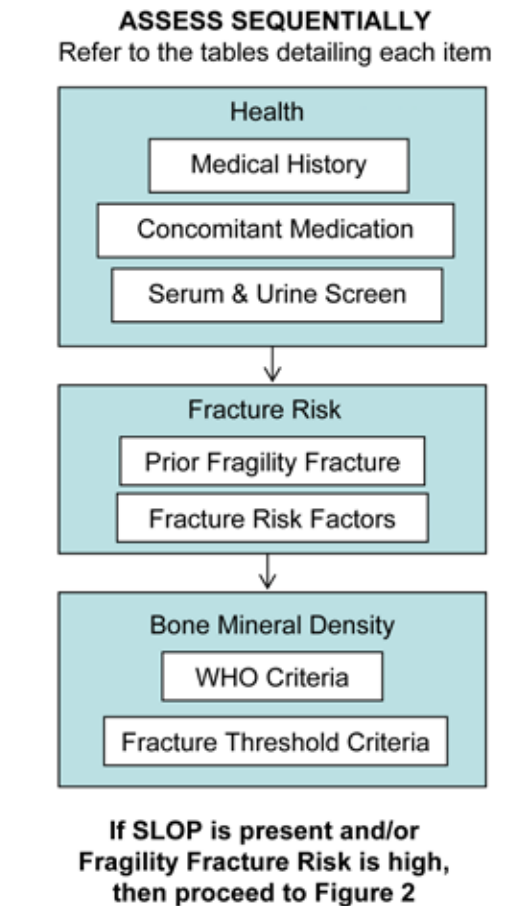 ASSESS SEQUENTIALLY
Refer to the tables detailing each item
Health
Medical History
Concomitant Medication
Serum & Urine Screen
Fracture Risk
Prior Fragility Fracture
Fracture Risk Factors
Bone Mineral Density
WHO Criteria
Fracture Threshold Criteria
If SLOP is present and/or
Fragility Fracture Risk is high,
then proceed to Figure 2